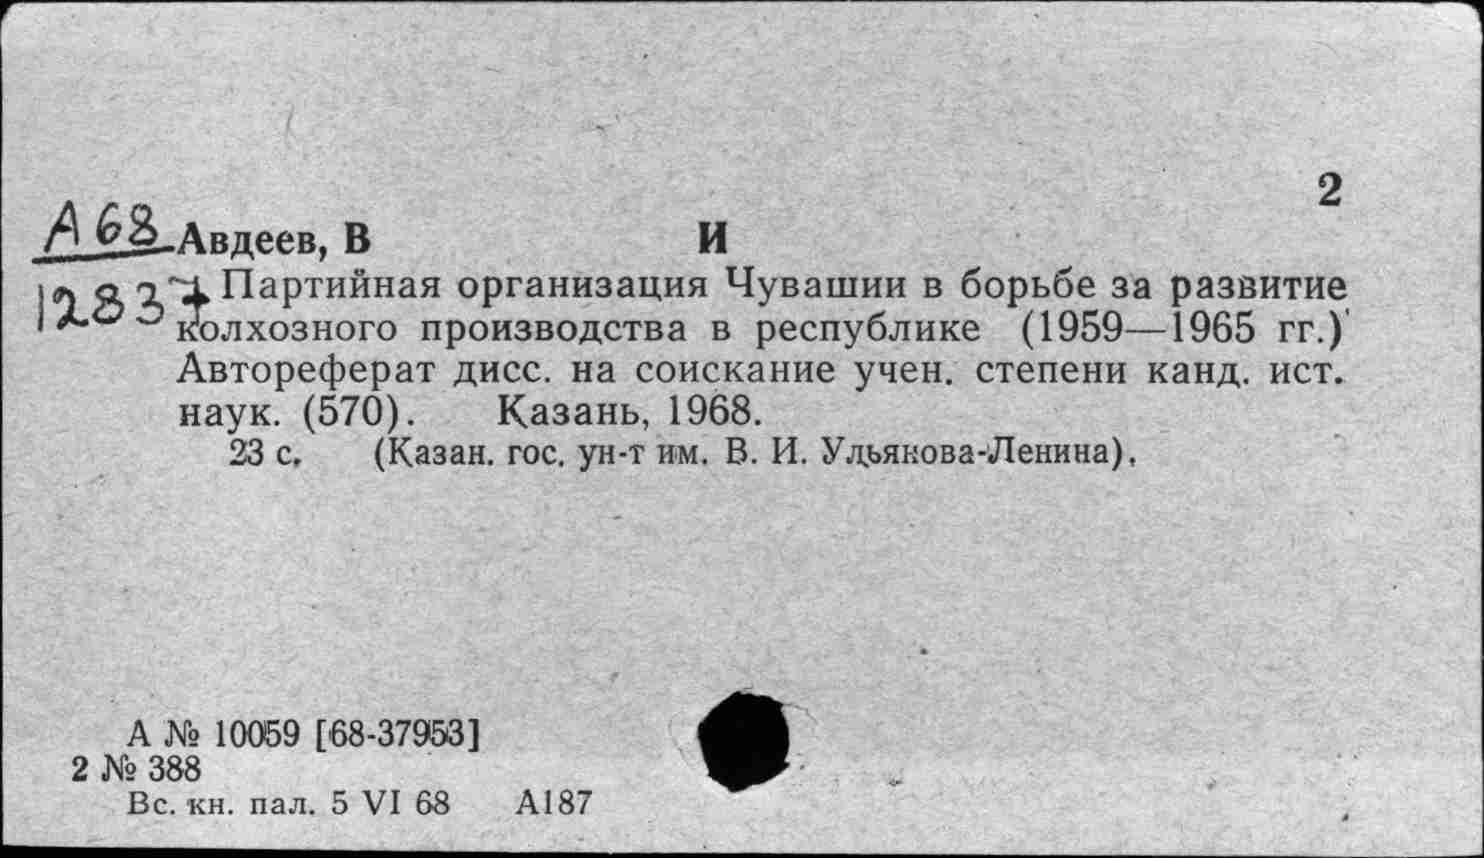 2
А68 Авдеев, В И
12837 Партийная организация Чувашии в борьбе за развитие
колхозного производства в республике (1959—1965 гг.)
Автореферат дисс. на соискание учен. степени канд. ист.
наук. (570). Казань, 1968.
23 с. (Казан. гос. ун-т им. В. И. Ульянова-Ленина).
А № 10059 [68-37953]
2 № 388
Вс. кн. пал. 5 VI 68 А187